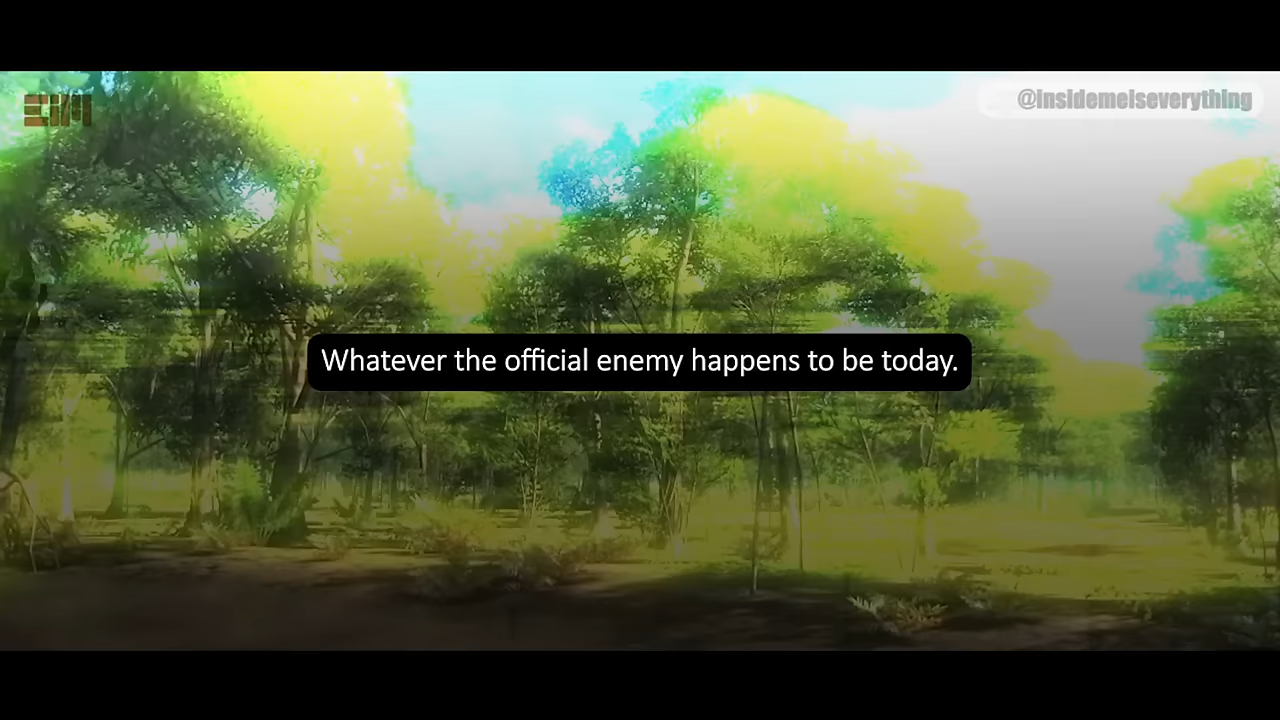 @insidemeiseverything
Whatever the official enemy happens to be today.